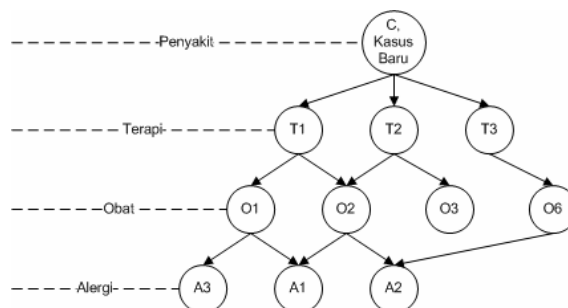 C,
Kasus
Baru
Penyakit
Terapi
T1
T2
T3
Obat
O1
O2
O3
O6
Alergi
A3
A1
A2